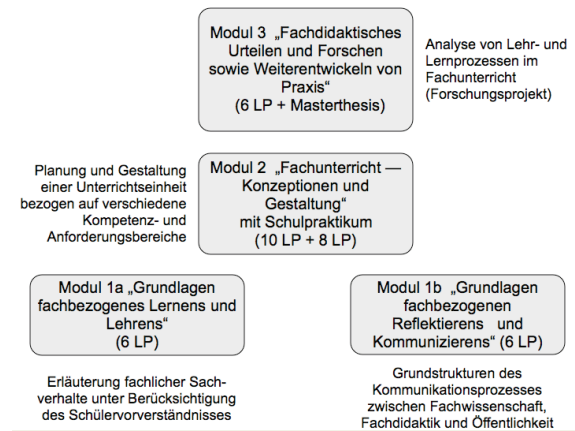 Modul 3 „Fachdidaktisches
Urteilen und Forschen
sowie Weiterentwickeln von
Praxis“
(6 LP + Masterthesis)
Analyse von Lehr- und
Lernprozessen im
Fachunterricht
(Forschungsprojekt)
Planung und Gestaltung
einer Unterrichtseinheit
bezogen auf verschiedene
Kompetenz- und
Anforderungsbereiche
Modul 2 „Fachunterricht —
Konzeptionen und
Gestaltung“
mit Schulpraktikum
(10 LP + 8 LP)
Modul 1a „Grundlagen
fachbezogenes Lernens und
Lehrens“
(6 LP)
Modul 1b „Grundlagen
fachbezogenen
Reflektierens und
Kommunizierens“ (6 LP)
Erläuterung fachlicher Sach-
verhalte unter Berücksichtigung
des Schülervorverständnisses
Grundstrukturen des
Kommunikationsprozesses
zwischen Fachwissenschaft,
Fachdidaktik und Öffentlichkeit